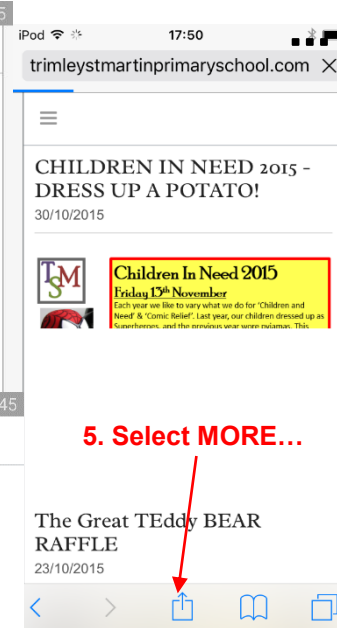 5
iPod 17:50
trimleystmartinprimaryschool.com
CHILDREN IN NEED 2015 -
DRESS UP A POTATO!
30/10/2015
TSM
Children In Need 2015
Friday 13th November
Each year we like to vary what we do for 'Children and
Need' & 'Comic Relief'. Last year, our children dressed up as
Superheroes, and the previous year wore pyjamas. This
45
5. Select MORE…
The Great TEddy BEAR
RAFFLE
23/10/2015